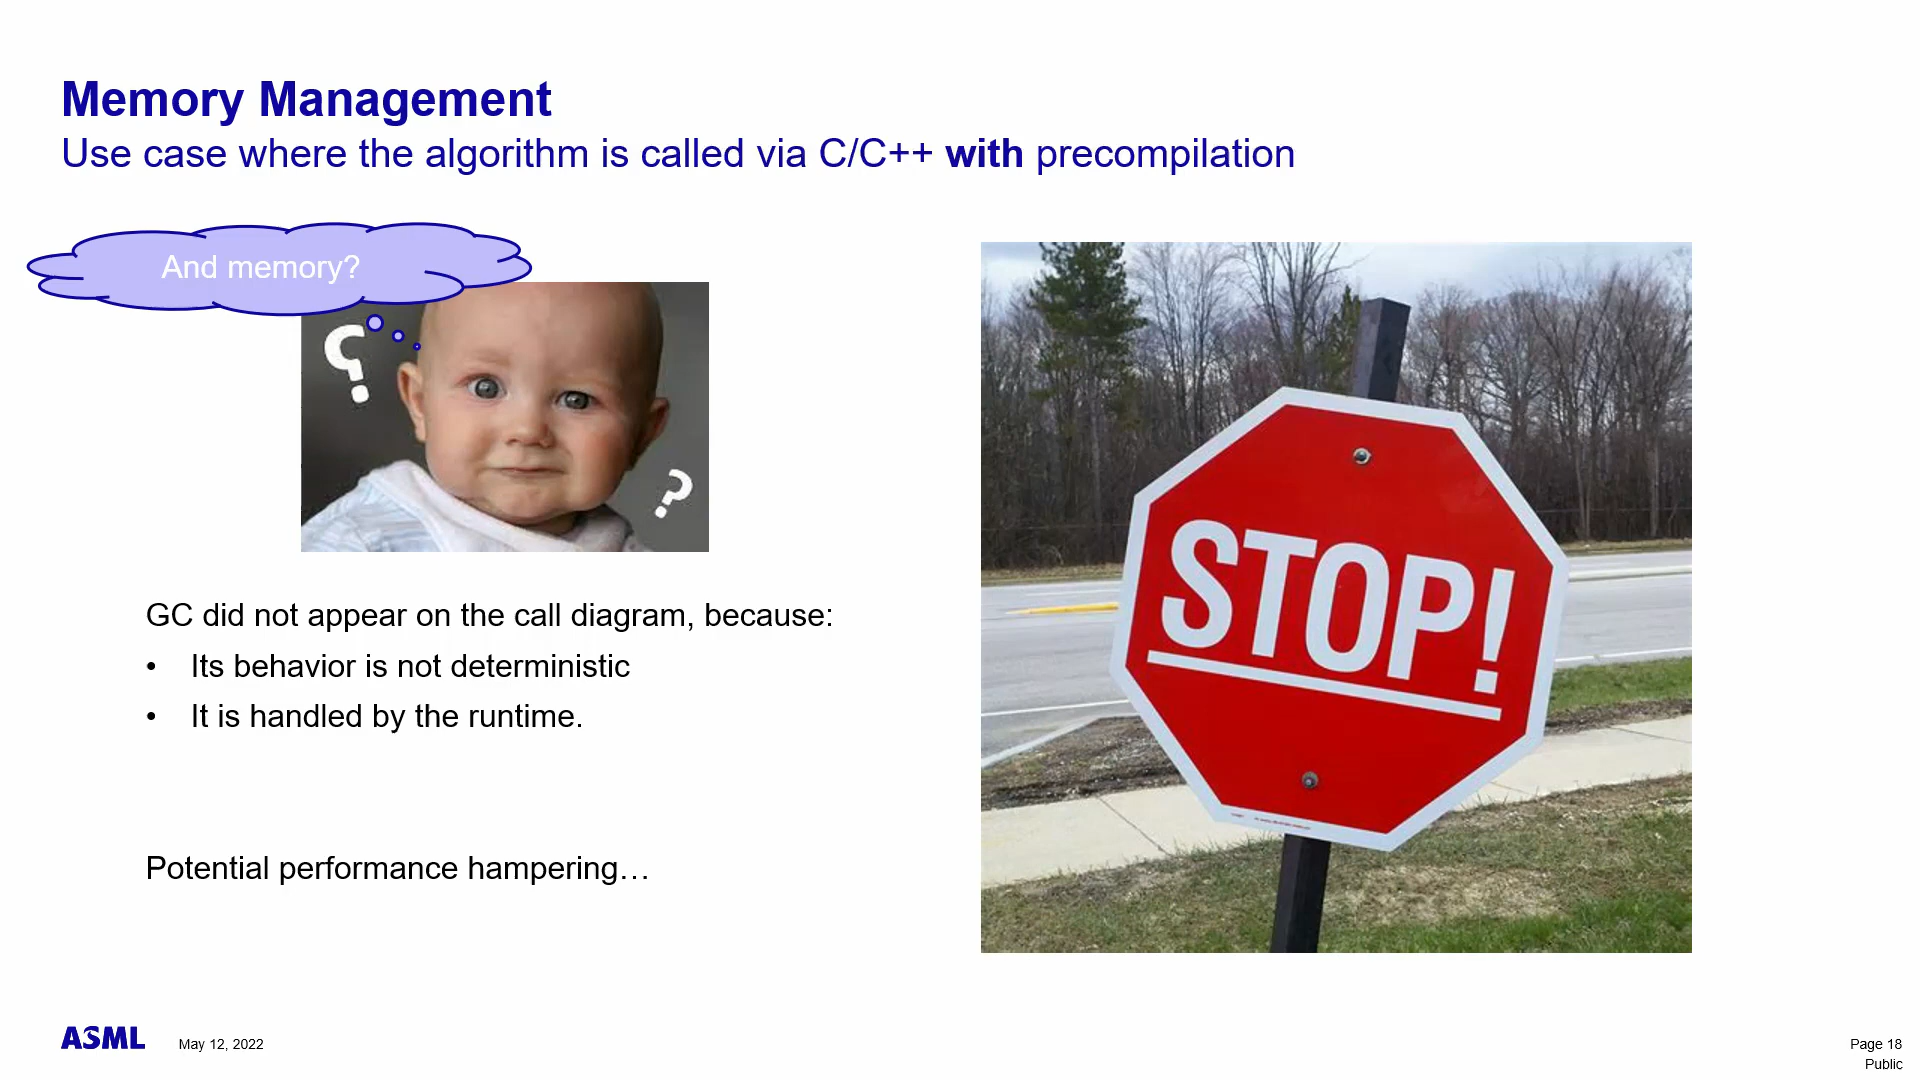 Memory Management
Use case where the algorithm is called via C/C++ with precompilation
And memory?
?
?
STOP!
GC did not appear on the call diagram, because:
• Its behavior is not deterministic
• It is handled by the runtime.
Potential performance hampering…
ASML
May 12, 2022
Page 18
Public